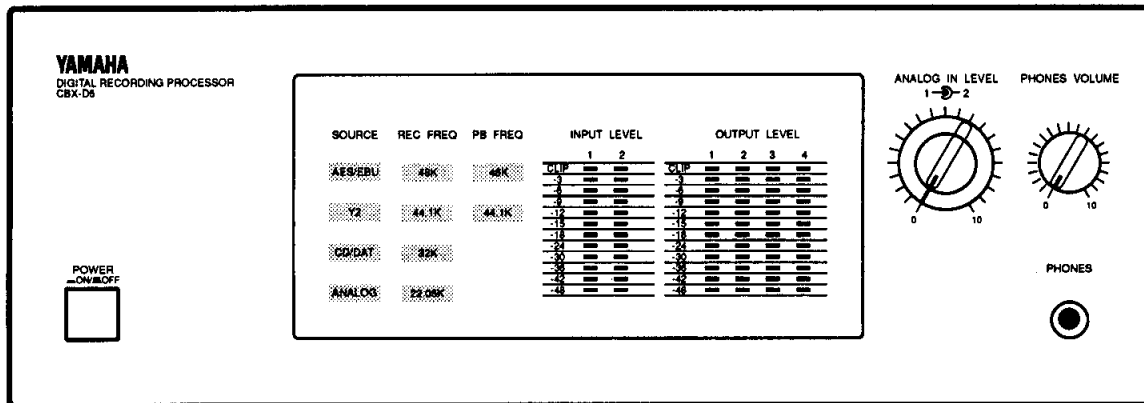 YAMAHA
DIGITAL RECORDING PROCESSOR
CBX-D5
POWER
ON/OFF
SOURCE REC FREQ PB FREQ
AES/EBU 48K 48K
Y2 44.1K 44.1K
CD/DAT 32K
ANALOG 22.05K
INPUT LEVEL
1 2
CLIP
-3
-6
-9
-12
-15
-18
-24
-30
-36
-42
-48
OUTPUT LEVEL
1 2 3 4
CLIP
-3
-6
-9
-12
-15
-18
-24
-30
-36
-42
-48
ANALOG IN LEVEL
1 2
0 10
PHONES VOLUME
0 10
PHONES